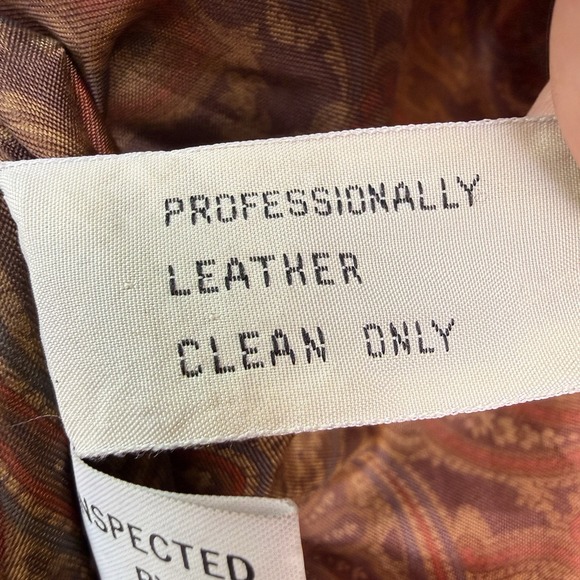 PROFESSIONALLY
LEATHER
CLEAN ONLY
NSPECTED